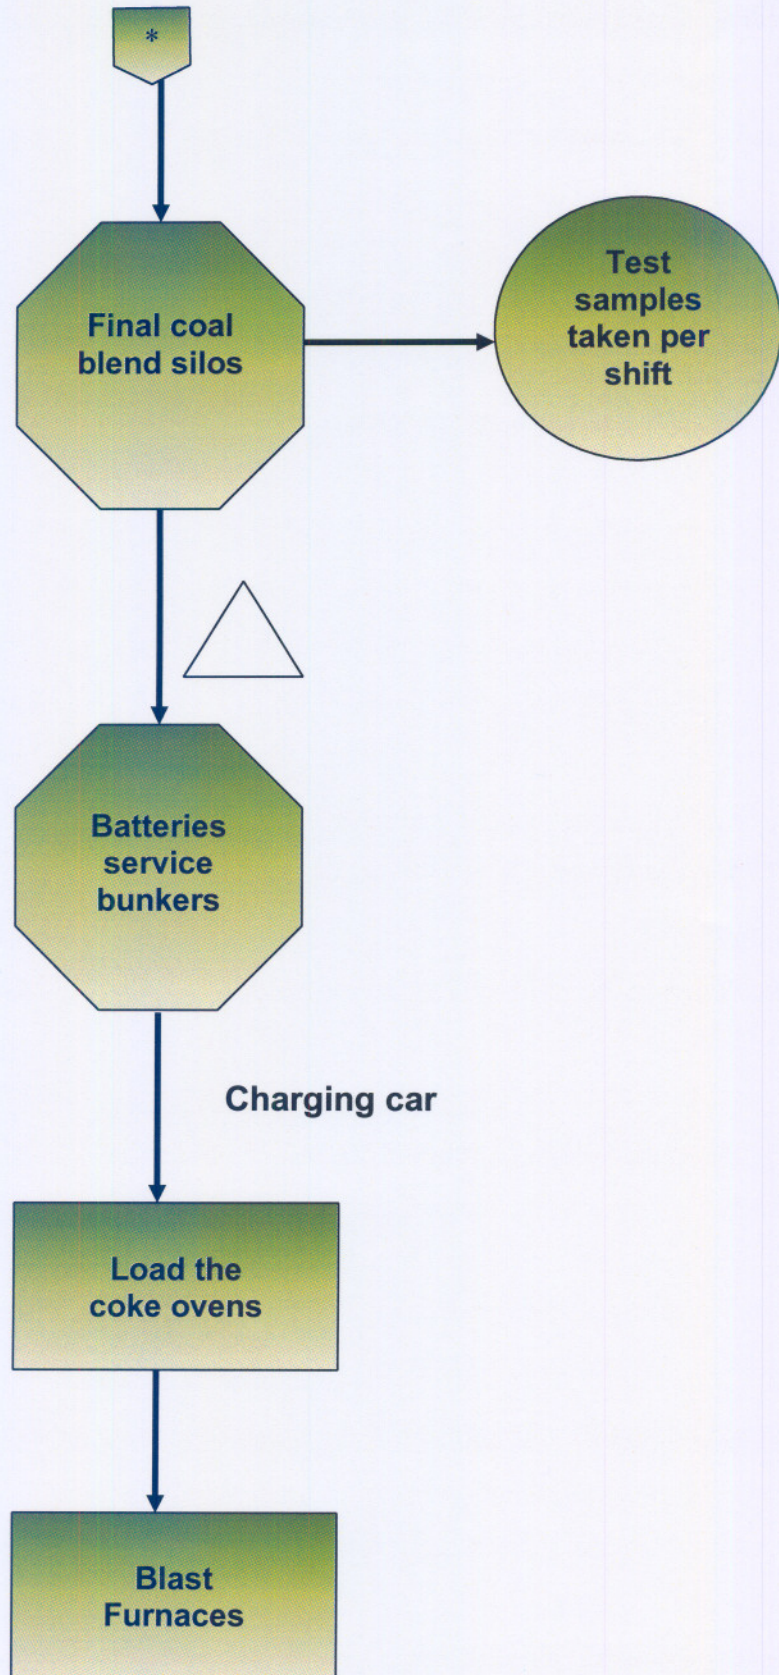 *
Final coal
blend silos
Test
samples
taken per
shift
Batteries
service
bunkers
Charging car
Load the
coke ovens
Blast
Furnaces